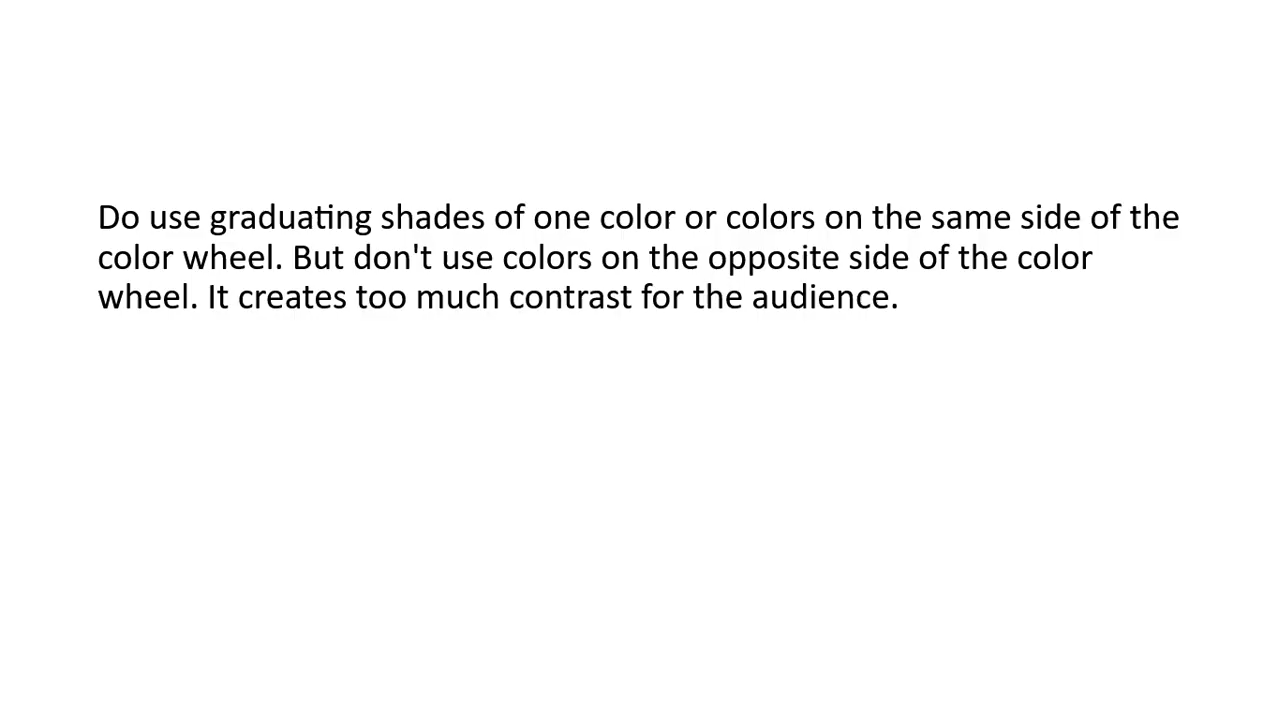 Do use graduating shades of one color or colors on the same side of the
color wheel. But don't use colors on the opposite side of the color
wheel. It creates too much contrast for the audience.